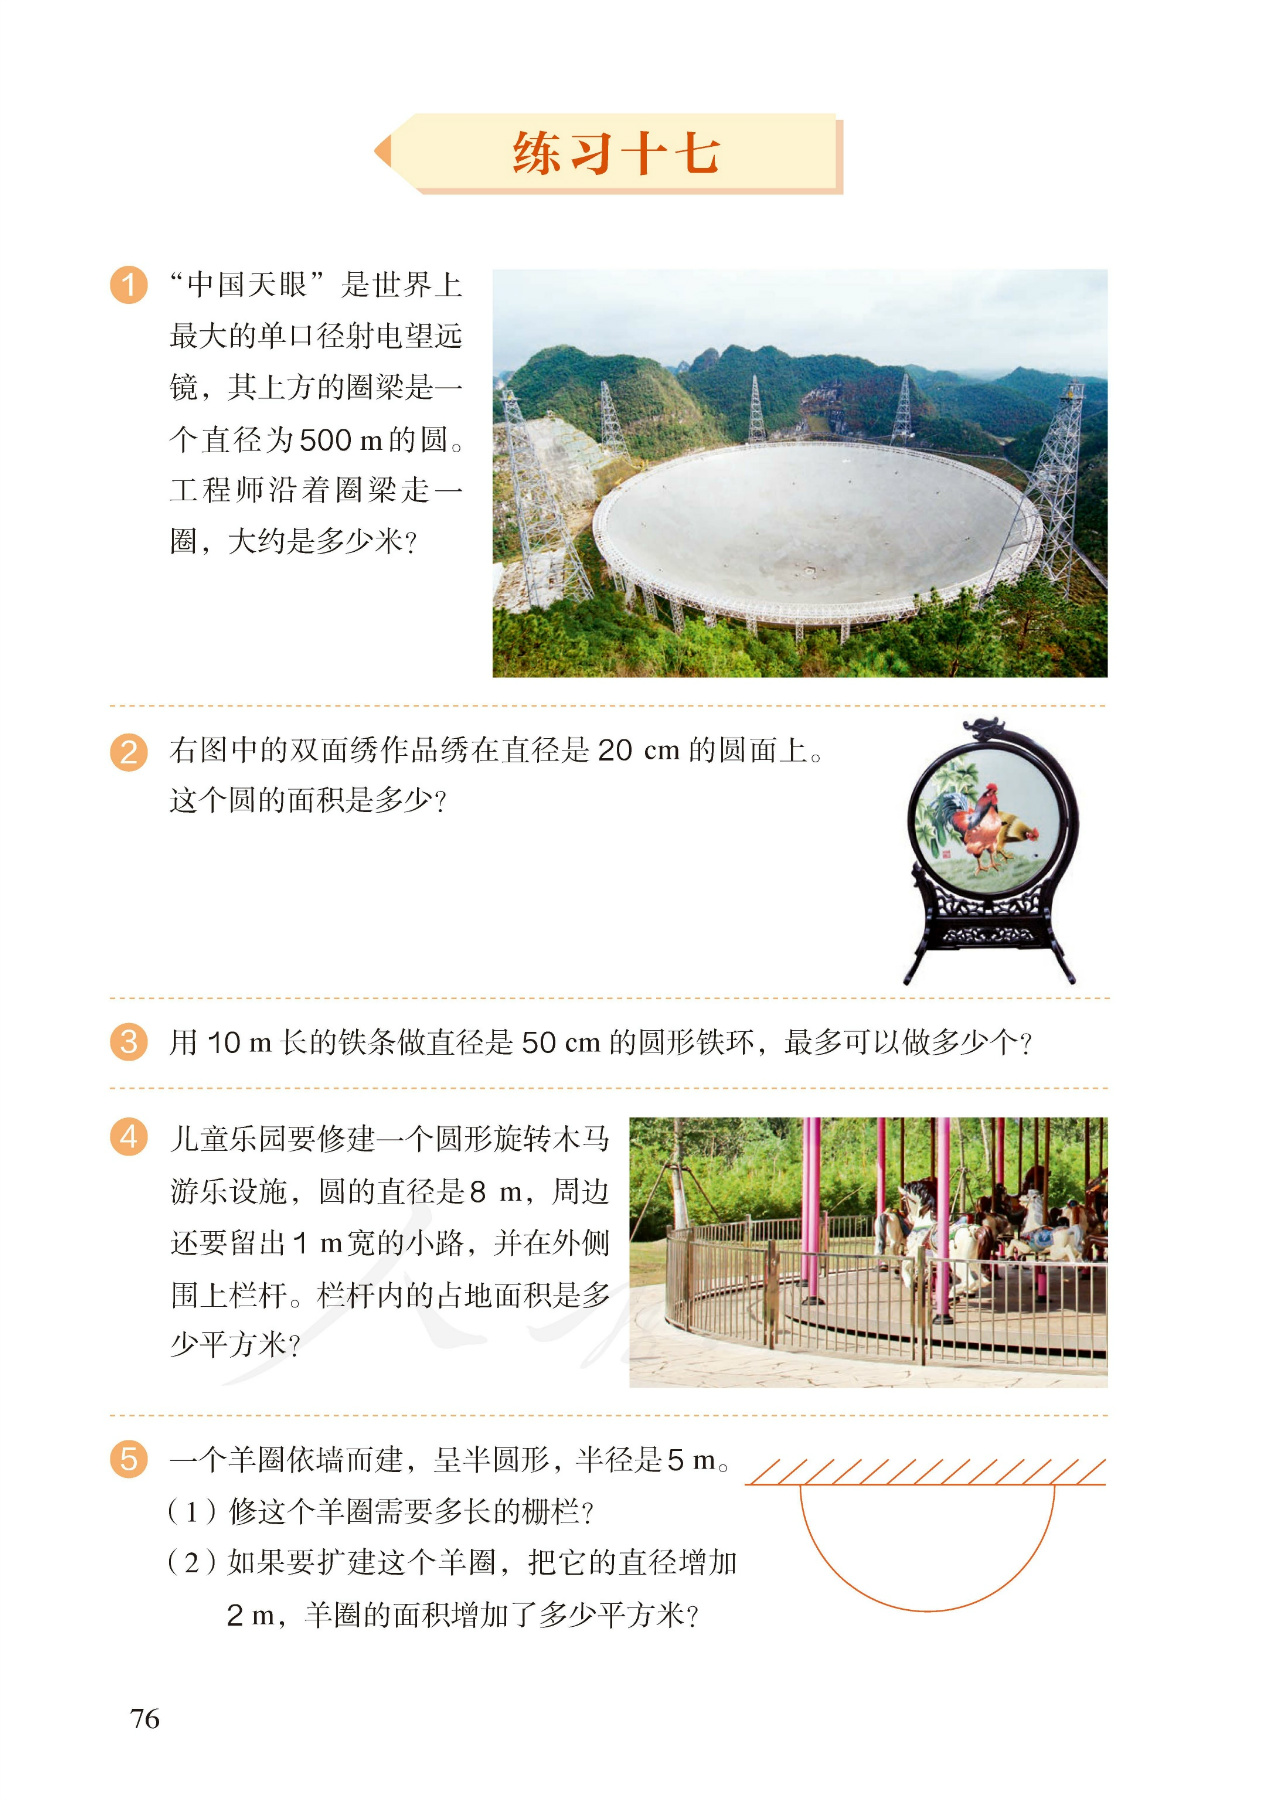 练习十七
1 “中国天眼”是世界上
最大的单口径射电望远
镜，其上方的圈梁是一
个直径为500 m的圆。
工程师沿着圈梁走一
圈，大约是多少米？
2 右图中的双面绣作品绣在直径是 20 cm 的圆面上。
这个圆的面积是多少？
3 用 10 m 长的铁条做直径是 50 cm 的圆形铁环，最多可以做多少个？
4 儿童乐园要修建一个圆形旋转木马
游乐设施，圆的直径是8 m，周边
还要留出1 m宽的小路，并在外侧
围上栏杆。栏杆内的占地面积是多
少平方米？
5 一个羊圈依墙而建，呈半圆形，半径是5 m。
（1）修这个羊圈需要多长的栅栏？
（2）如果要扩建这个羊圈，把它的直径增加
2 m，羊圈的面积增加了多少平方米？
76